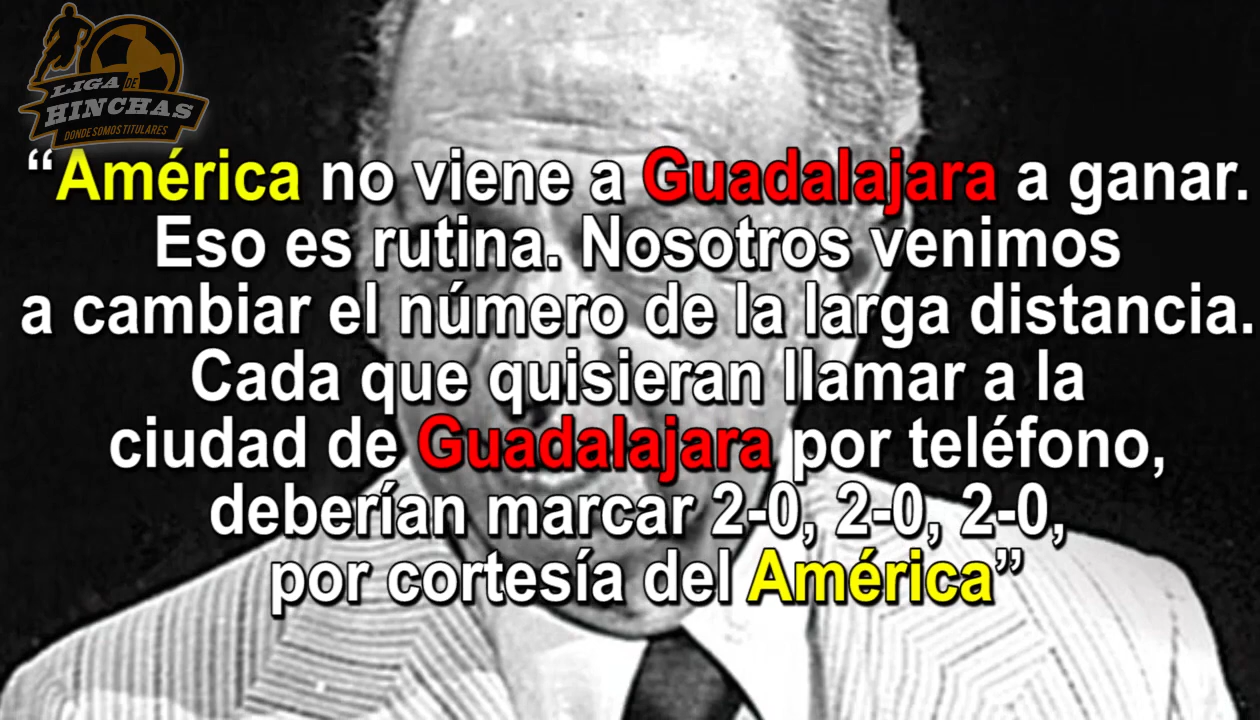 LIGA DE
HINCHAS
DONDE SOMOS TITULARES
“América no viene a Guadalajara a ganar.
Eso es rutina. Nosotros venimos
a cambiar el número de la larga distancia.
Cada que quisieran llamar a la
ciudad de Guadalajara por teléfono,
deberían marcar 2-0, 2-0, 2-0,
por cortesía del América”